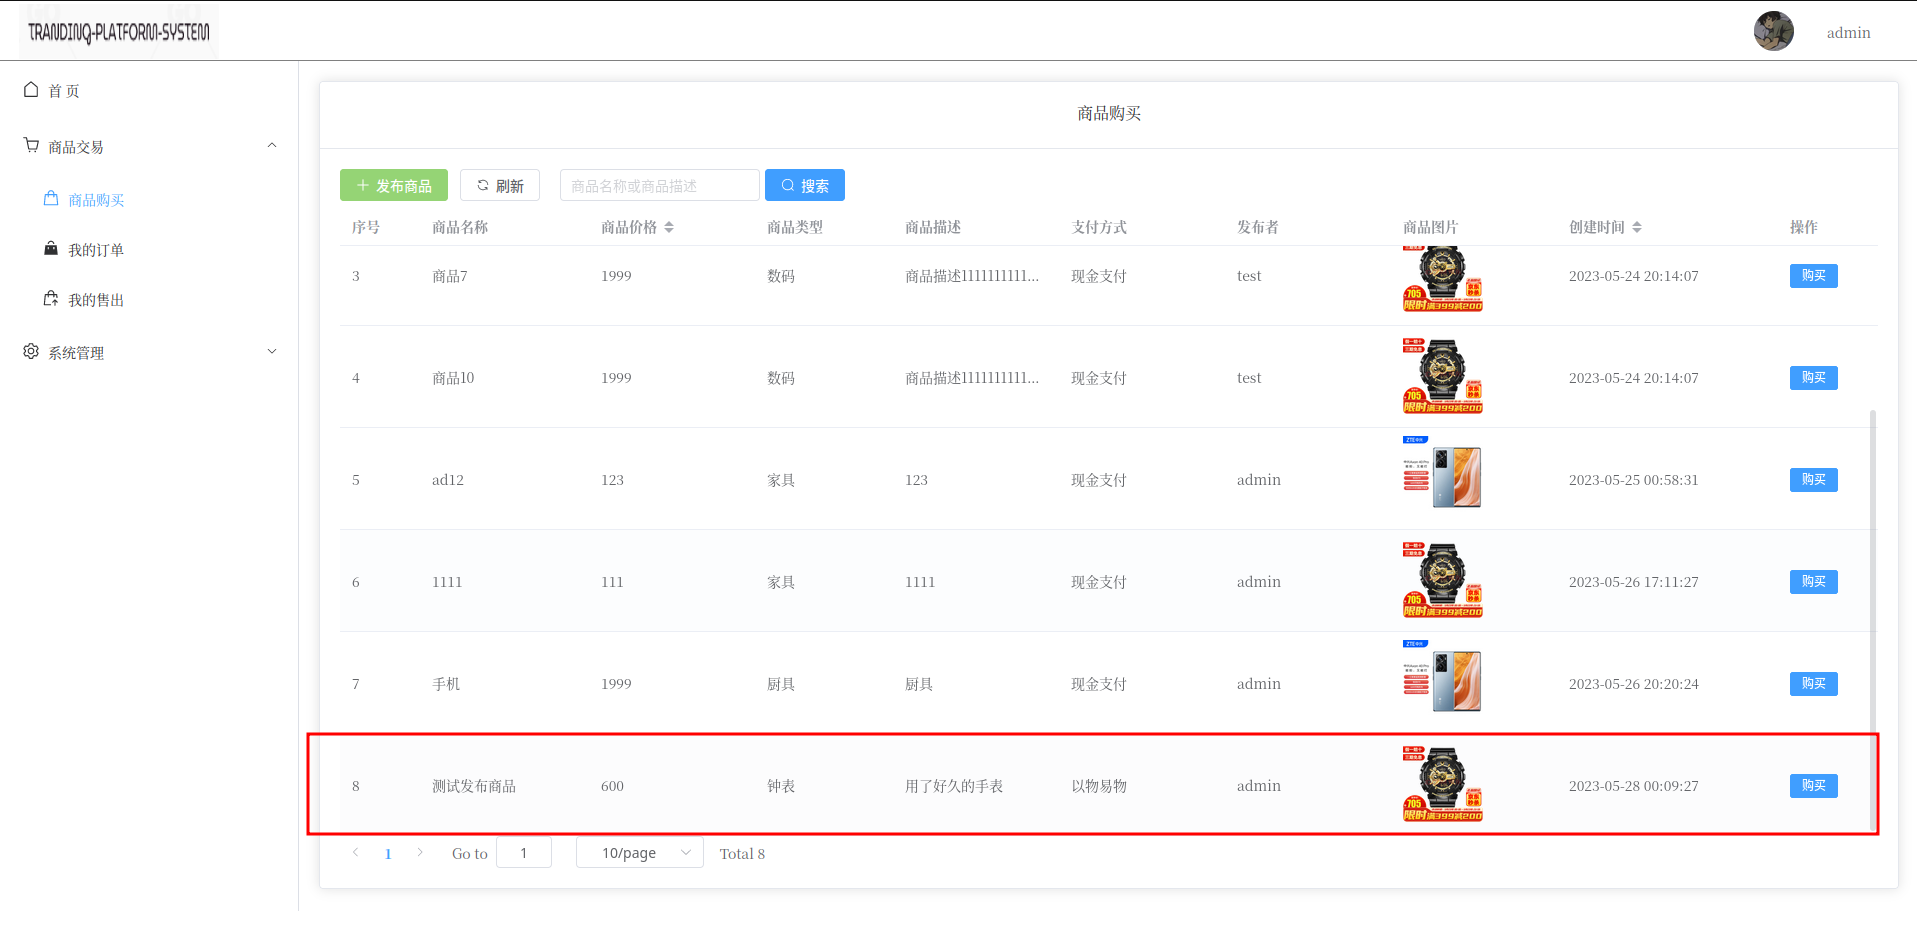 TRANDINQ-PLATFORM-SYSTEM
admin
首页
商品交易
商品购买
我的订单
我的售出
系统管理
商品购买
发布商品 刷新 商品名称或商品描述 搜索
序号 商品名称 商品价格 商品类型 商品描述 支付方式 发布者 商品图片 创建时间 操作
3 商品7 1999 数码 商品描述1111111111... 现金支付 test 705 限时满399减200 2023-05-24 20:14:07 购买
4 商品10 1999 数码 商品描述1111111111... 现金支付 test 705 限时满399减200 2023-05-24 20:14:07 购买
5 ad12 123 家具 123 现金支付 admin ZTE中兴 2023-05-25 00:58:31 购买
6 1111 111 家具 1111 现金支付 admin 705 限时满399减200 2023-05-26 17:11:27 购买
7 手机 1999 厨具 厨具 现金支付 admin ZTE中兴 2023-05-26 20:20:24 购买
8 测试发布商品 600 钟表 用了好久的手表 以物易物 admin 705 限时满399减200 2023-05-28 00:09:27 购买
1 Go to 1 10/page Total 8